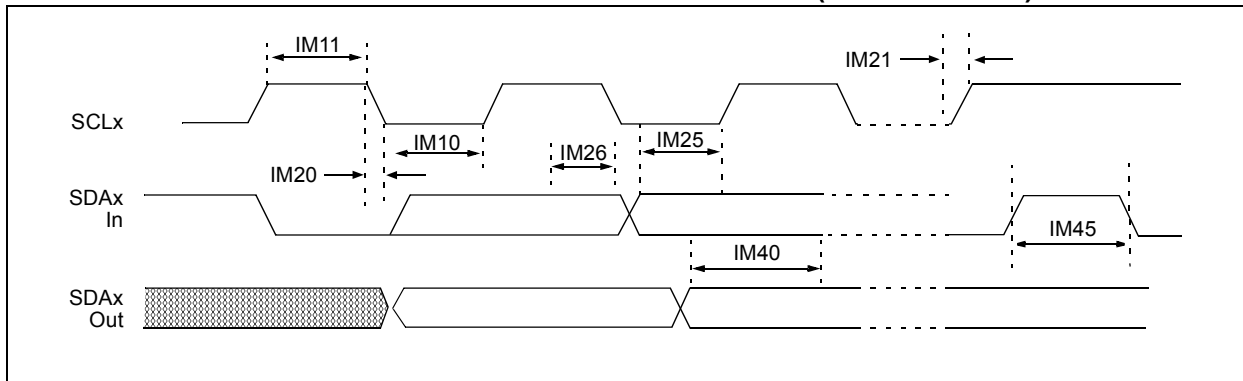 IM11
IM21
SCLx
IM10
IM26
IM25
IM20
SDAx
In
IM45
IM40
SDAx
Out